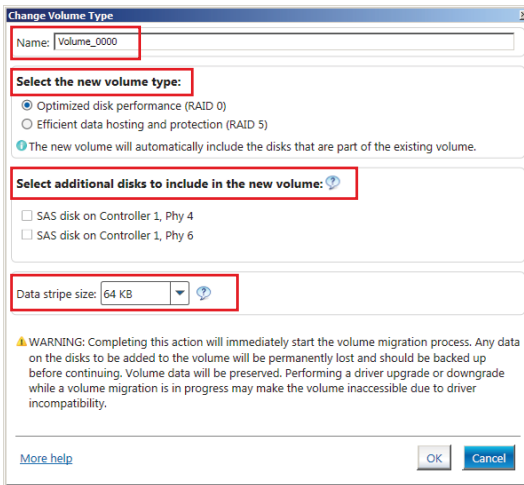 Change Volume Type
Name: Volume_0000
Select the new volume type:
Optimized disk performance (RAID 0)
Efficient data hosting and protection (RAID 5)
The new volume will automatically include the disks that are part of the existing volume.
Select additional disks to include in the new volume:
SAS disk on Controller 1, Phy 4
SAS disk on Controller 1, Phy 6
Data stripe size: 64 KB
WARNING: Completing this action will immediately start the volume migration process. Any data
on the disks to be added to the volume will be permanently lost and should be backed up
before continuing. Volume data will be preserved. Performing a driver upgrade or downgrade
while a volume migration is in progress may make the volume inaccessible due to driver
incompatibility.
More help OK Cancel